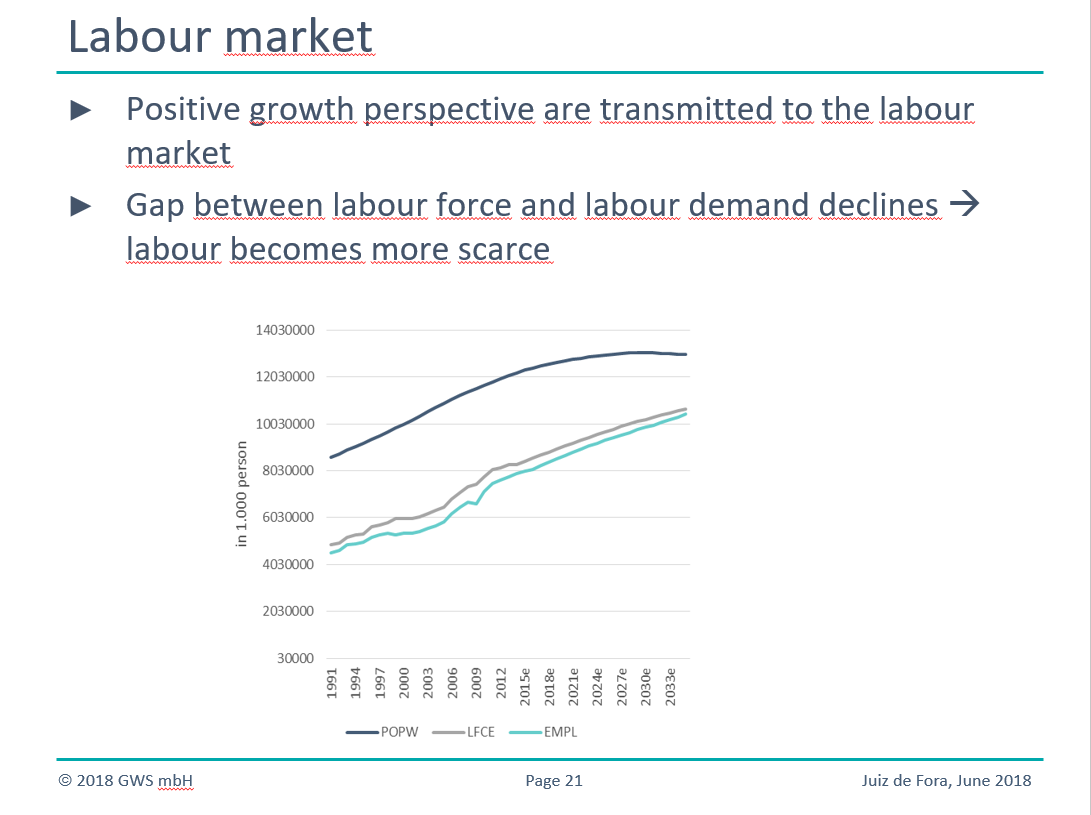 Labour market
► Positive growth perspective are transmitted to the labour
market
► Gap between labour force and labour demand declines →
labour becomes more scarce
14030000
12030000
10030000
8030000
6030000
4030000
2030000
30000
in 1.000 person
1991
1994
1997
2000
2003
2006
2009
2012
2015e
2018e
2021e
2024e
2027e
2030e
2033e
POPW LFCE EMPL
© 2018 GWS mbH Page 21 Juiz de Fora, June 2018